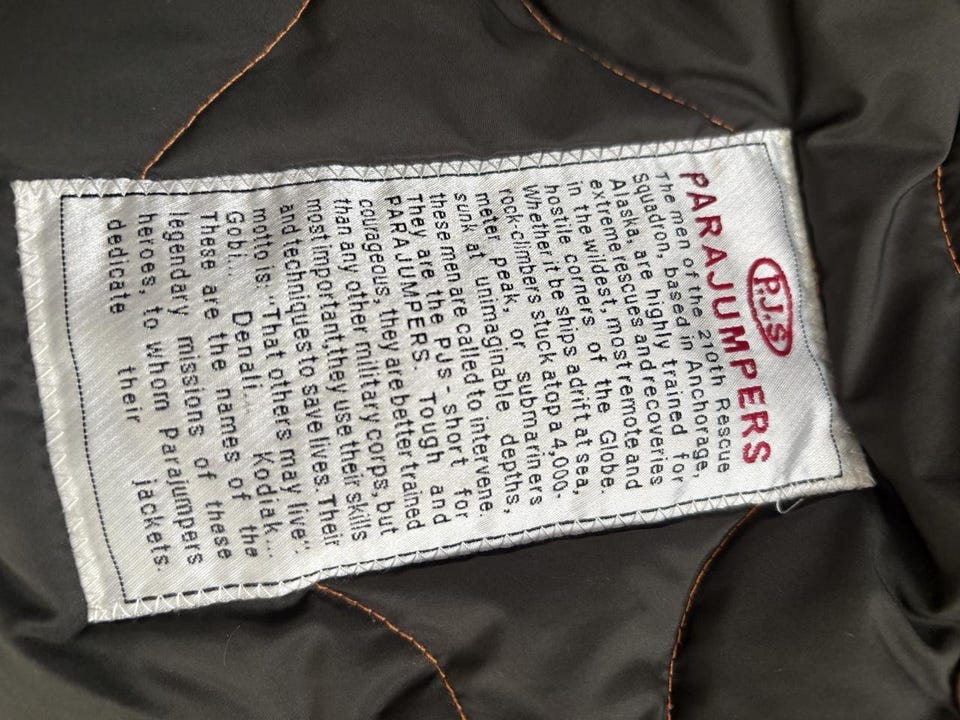 P.J.S
PARAJUMPERS
The men of the 210th Rescue
Squadron, based in Anchorage,
Alaska, are highly trained for
extreme rescues and recoveries
in the wildest, most remote and
hostile corners of the Globe.
Whether it be ships adrift at sea,
rock-climbers stuck atop a 4,000-
meter peak, or submariners
sunk at unimaginable depths,
these men are called to intervene.
They are the PJS - short for
PARAJUMPERS. Tough and
courageous, they are better trained
than any other military corps, but
most important, they use their skills
and techniques to save lives. Their
motto is "That others may live".
Gobi... Denali... Kodiak...
These are the names of the
legendary missions of these
heroes, to whom Parajumpers
dedicate their jackets.